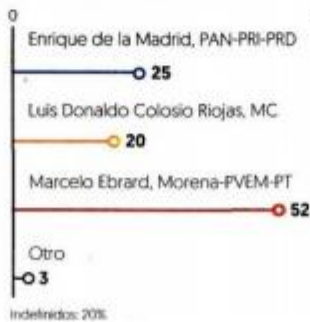 0
Enrique de la Madrid, PAN-PRI-PRD
25
Luis Donaldo Colosio Riojas, MC
20
Marcelo Ebrard, Morena-PVEM-PT
52
Otro
3
Indefinidos: 20%